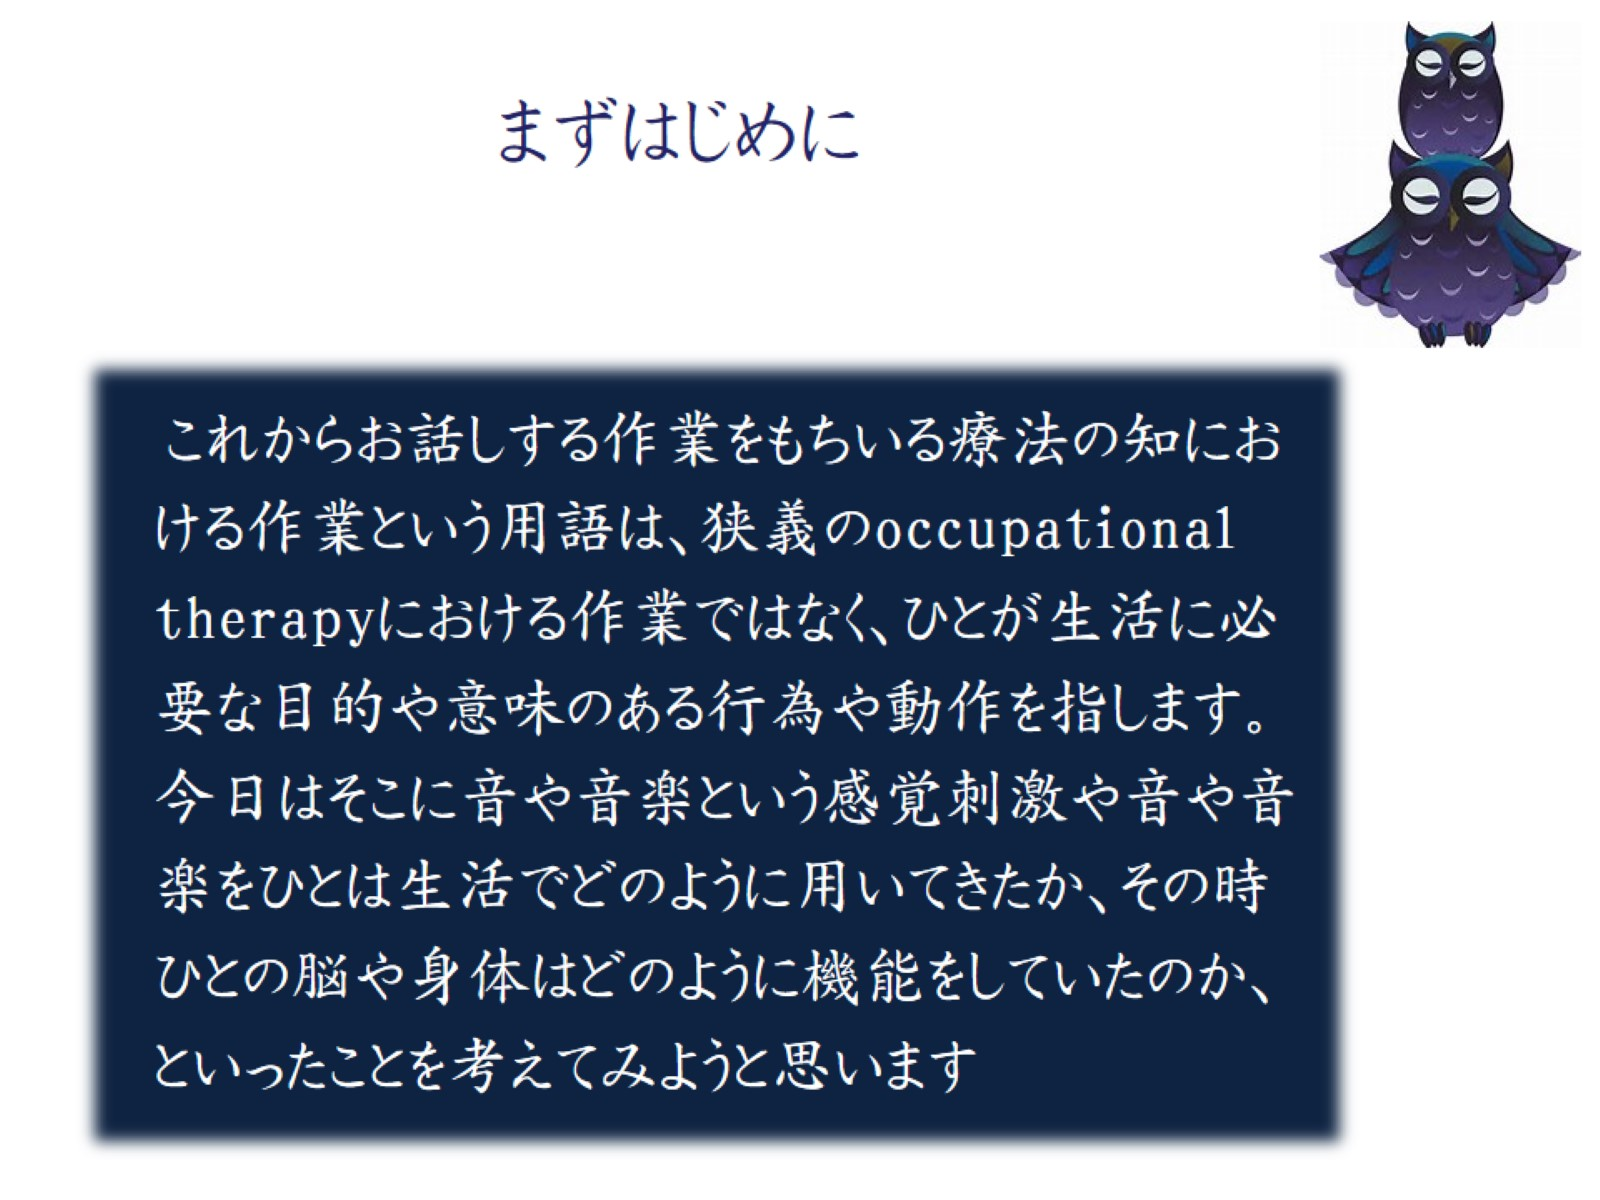 まずはじめに
これからお話しする作業をもちいる療法の知にお
ける作業という用語は、狭義のoccupational
therapyにおける作業ではなく、ひとが生活に必
要な目的や意味のある行為や動作を指します。
今日はそこに音や音楽という感覚刺激や音や音
楽をひとは生活でどのように用いてきたか、その時
ひとの脳や身体はどのように機能をしていたのか、
といったことを考えてみようと思います